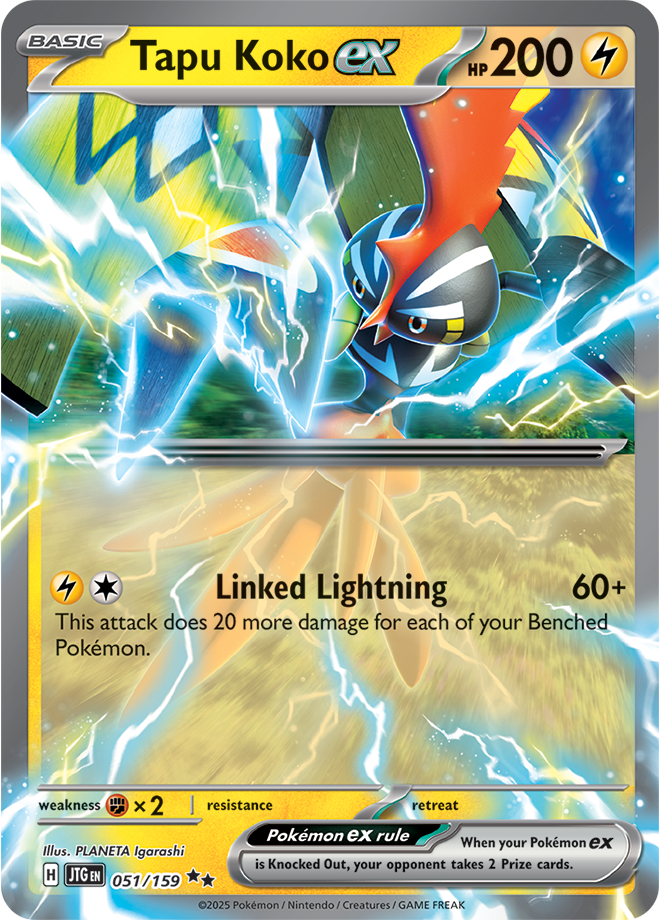 BASIC
Tapu Koko ex
HP 200
Linked Lightning 60+
This attack does 20 more damage for each of your Benched
Pokémon.
weakness ×2 resistance retreat
Illus. PLANETA Igarashi
Pokémon ex rule
When your Pokémon ex
is Knocked Out, your opponent takes 2 Prize cards.
H JTG EN 051/159 ★★
©2025 Pokémon / Nintendo / Creatures / GAME FREAK